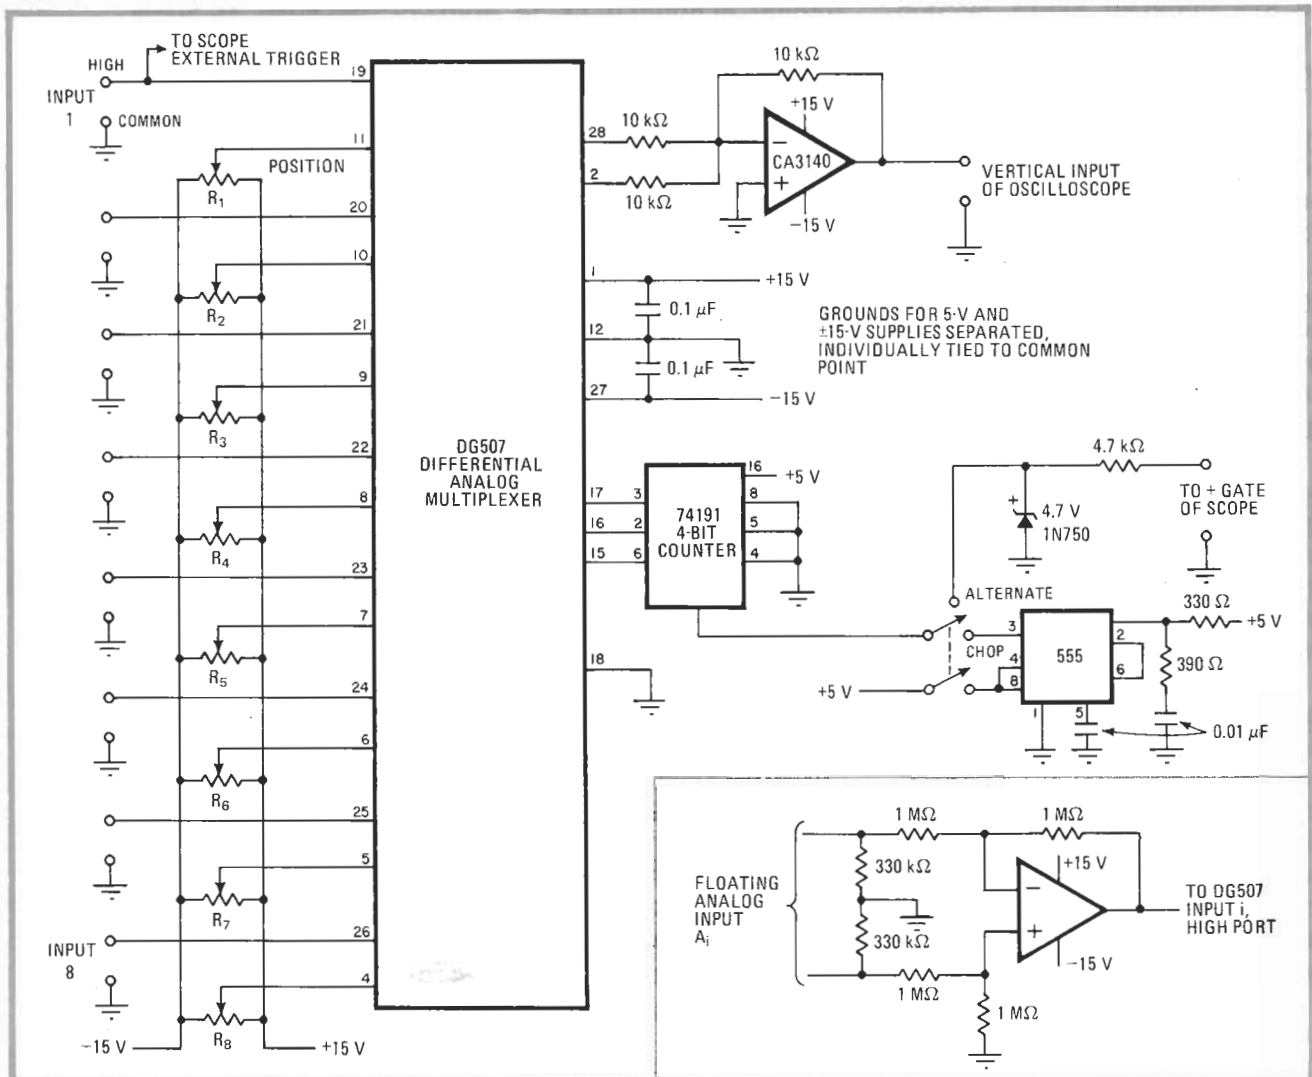 TO SCOPE
EXTERNAL TRIGGER
HIGH
INPUT
1
COMMON
19
11
POSITION
R1
20
10
R2
21
9
R3
22
8
R4
23
7
R5
24
6
R6
25
5
R7
INPUT
8
26
4
R8
−15 V
+15 V
DG507
DIFFERENTIAL
ANALOG
MULTIPLEXER
28
2
1
12
27
17
16
15
18
10 kΩ
10 kΩ
10 kΩ
+15 V
−
CA3140
+
−15 V
VERTICAL INPUT
OF OSCILLOSCOPE
+15 V
0.1 μF
0.1 μF
−15 V
GROUNDS FOR 5-V AND
±15-V SUPPLIES SEPARATED,
INDIVIDUALLY TIED TO COMMON
POINT
74191
4-BIT
COUNTER
3
2
6
16
8
5
4
+5 V
4.7 kΩ
+
4.7 V
1N750
TO + GATE
OF SCOPE
ALTERNATE
CHOP
+5 V
555
3
4
8
1
5
2
6
330 Ω
+5 V
390 Ω
0.01 μF
FLOATING
ANALOG
INPUT
Ai
1 MΩ
1 MΩ
330 kΩ
330 kΩ
1 MΩ
1 MΩ
+15 V
−
+
−15 V
TO DG507
INPUT i,
HIGH PORT